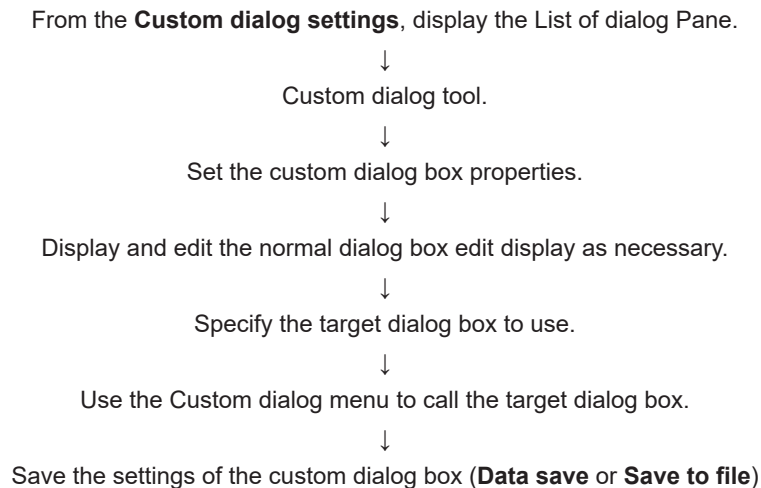 From the Custom dialog settings, display the List of dialog Pane.
↓
Custom dialog tool.
↓
Set the custom dialog box properties.
↓
Display and edit the normal dialog box edit display as necessary.
↓
Specify the target dialog box to use.
↓
Use the Custom dialog menu to call the target dialog box.
↓
Save the settings of the custom dialog box (Data save or Save to file)